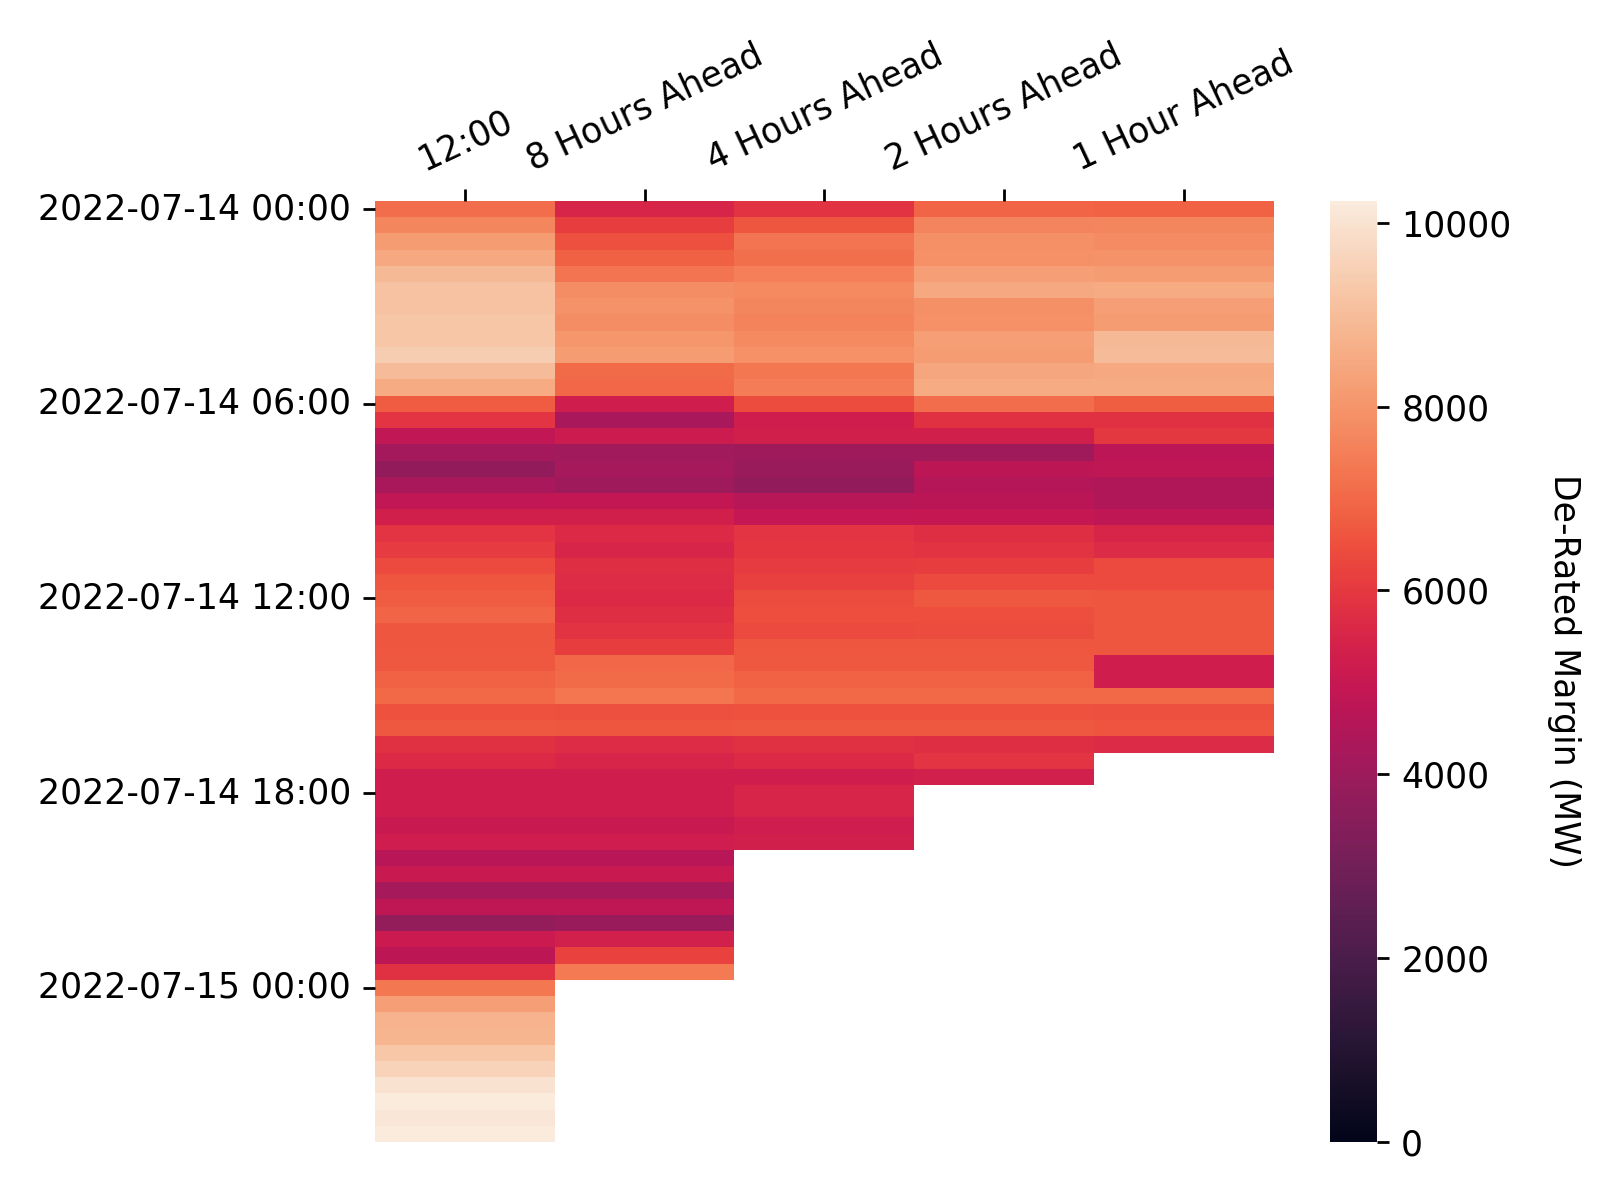 12:00
8 Hours Ahead
4 Hours Ahead
2 Hours Ahead
1 Hour Ahead
2022-07-14 00:00
2022-07-14 06:00
2022-07-14 12:00
2022-07-14 18:00
2022-07-15 00:00
10000
8000
6000
4000
2000
0
De-Rated Margin (MW)